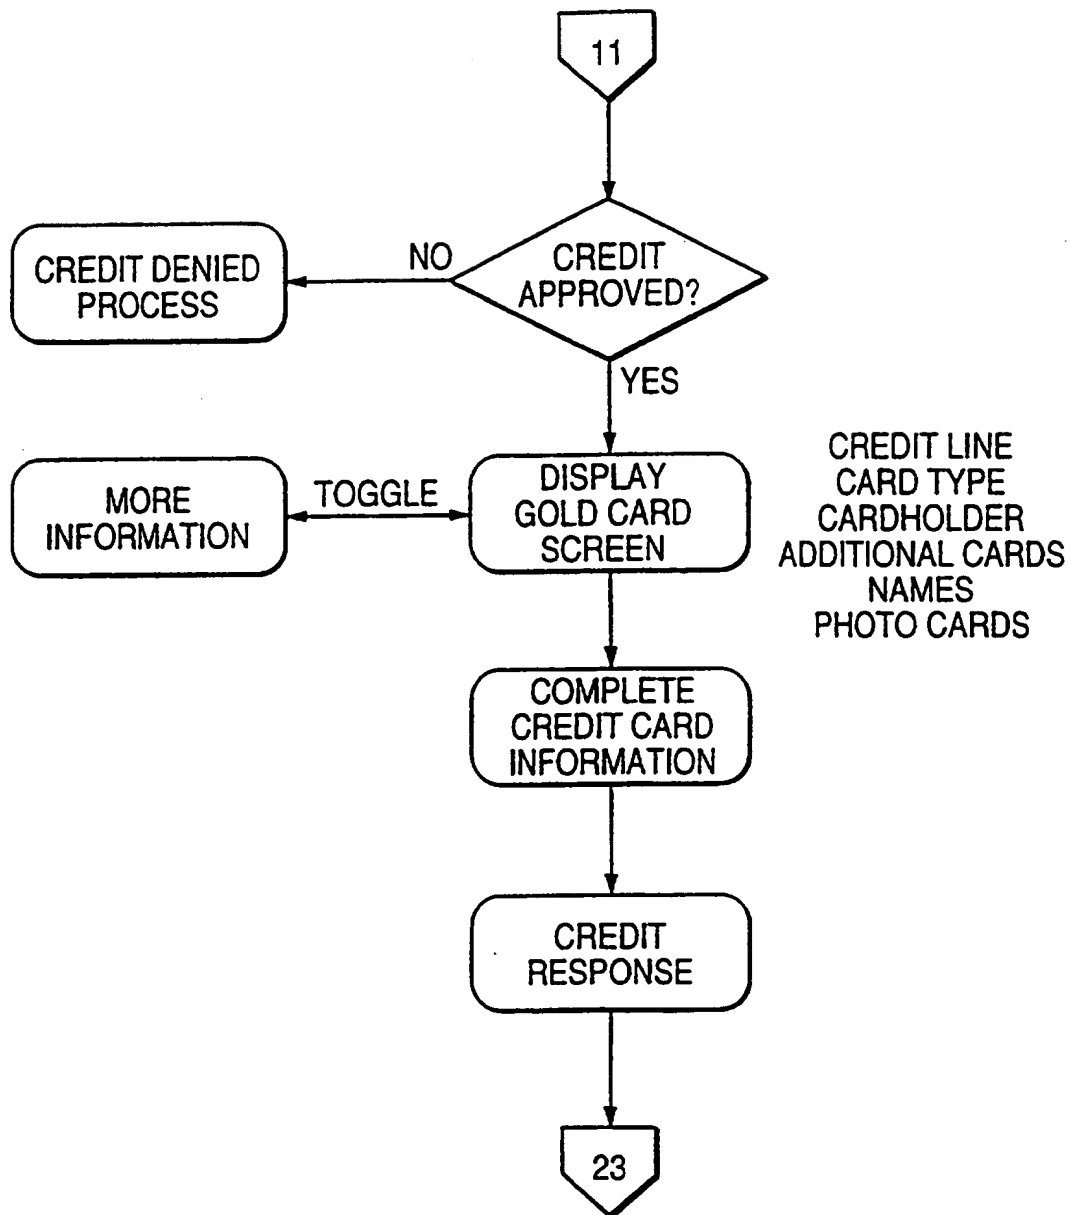 11
CREDIT
APPROVED?
NO
CREDIT DENIED
PROCESS
YES
MORE
INFORMATION
TOGGLE
DISPLAY
GOLD CARD
SCREEN
CREDIT LINE
CARD TYPE
CARDHOLDER
ADDITIONAL CARDS
NAMES
PHOTO CARDS
COMPLETE
CREDIT CARD
INFORMATION
CREDIT
RESPONSE
23